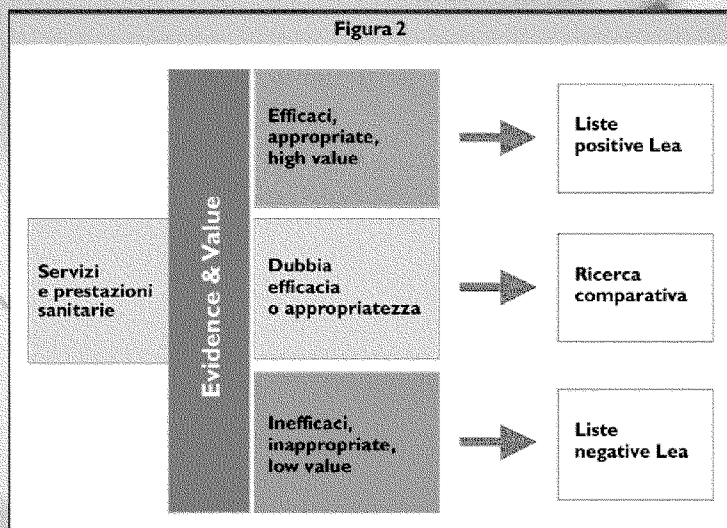 Figura 2
Servizi
e prestazioni
sanitarie
Evidence & Value
Efficaci,
appropriate,
high value
Liste
positive Lea
Dubbia
efficacia
o appropriatezza
Ricerca
comparativa
Inefficaci,
inappropriate,
low value
Liste
negative Lea